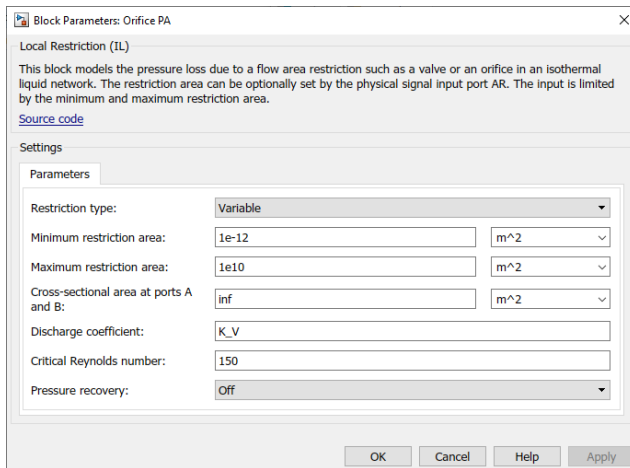 Block Parameters: Orifice PA
Local Restriction (IL)
This block models the pressure loss due to a flow area restriction such as a valve or an orifice in an isothermal
liquid network. The restriction area can be optionally set by the physical signal input port AR. The input is limited
by the minimum and maximum restriction area.
Source code
Settings
Parameters
Restriction type: Variable
Minimum restriction area: 1e-12 m^2
Maximum restriction area: 1e10 m^2
Cross-sectional area at ports A
and B: inf m^2
Discharge coefficient: K_V
Critical Reynolds number: 150
Pressure recovery: Off
OK Cancel Help Apply